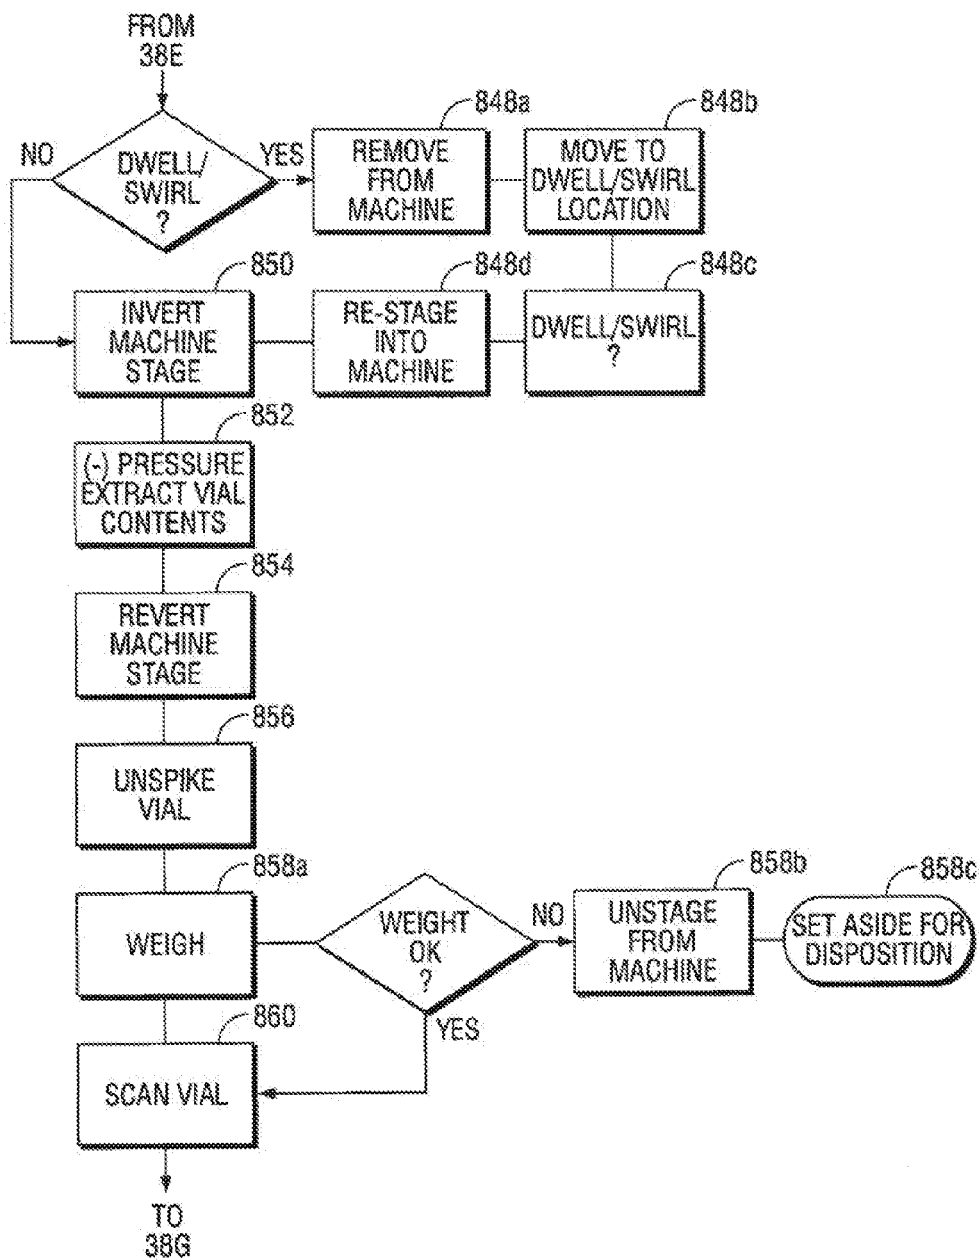 FROM
38E
NO
DWELL/
SWIRL
?
YES
848a
REMOVE
FROM
MACHINE
848b
MOVE TO
DWELL/SWIRL
LOCATION
850
INVERT
MACHINE
STAGE
848d
RE-STAGE
INTO
MACHINE
848c
DWELL/SWIRL
?
852
(-) PRESSURE
EXTRACT VIAL
CONTENTS
854
REVERT
MACHINE
STAGE
856
UNSPIKE
VIAL
858a
WEIGH
WEIGHT
OK
?
NO
YES
858b
UNSTAGE
FROM
MACHINE
858c
SET ASIDE FOR
DISPOSITION
860
SCAN VIAL
TO
38G